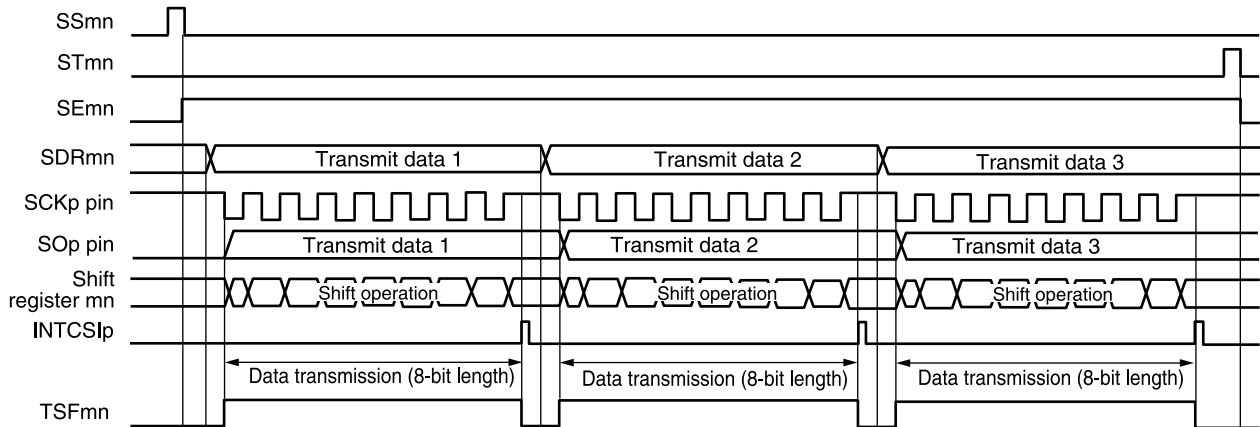 SSmn
STmn
SEmn
SDRmn Transmit data 1 Transmit data 2 Transmit data 3
SCKp pin
SOp pin Transmit data 1 Transmit data 2 Transmit data 3
Shift
register mn Shift operation Shift operation Shift operation
INTCSIp
Data transmission (8-bit length) Data transmission (8-bit length) Data transmission (8-bit length)
TSFmn